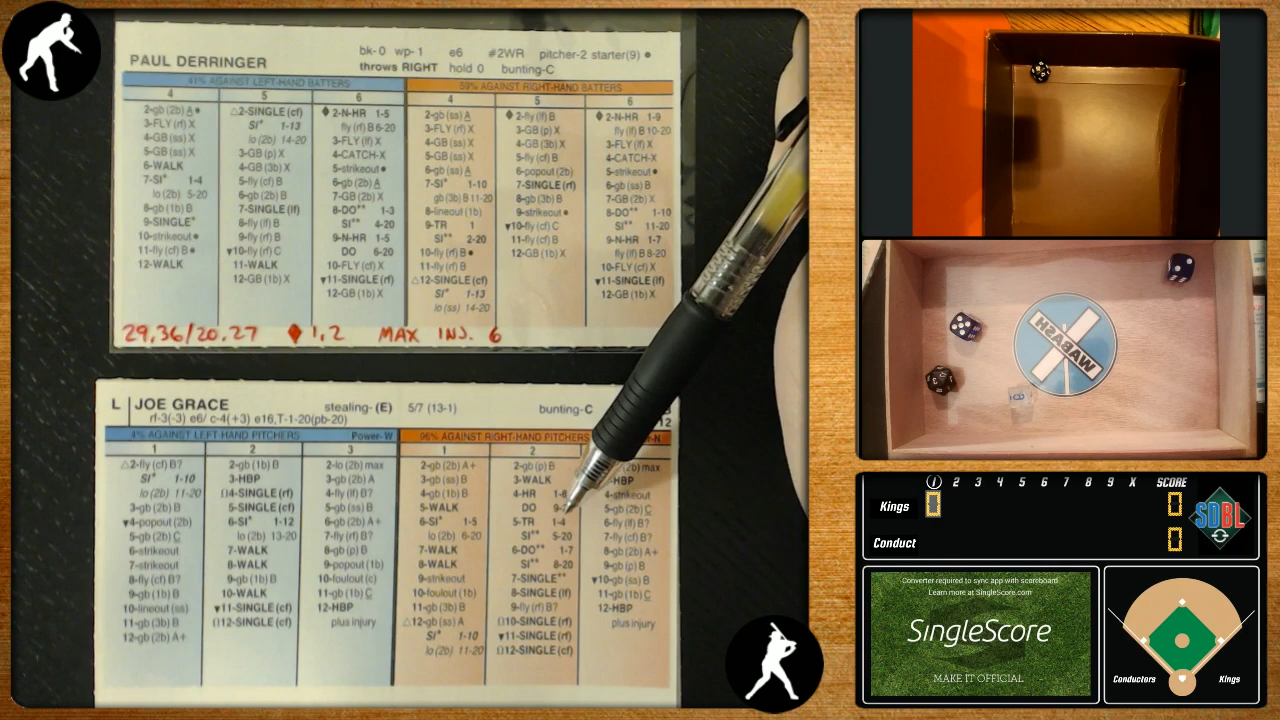 PAUL DERRINGER
bk- 0 wp- 1 e6 #2WR pitcher-2 starter(9) •
throws RIGHT hold 0 bunting-C
41% AGAINST LEFT-HAND BATTERS
59% AGAINST RIGHT-HAND BATTERS
4
2-gb (2b) A•
3-FLY (rf) X
4-GB (ss) X
5-GB (ss) X
6-WALK
7-SI* 1-4
lo (2b) 5-20
8-gb (1b) B
9-SINGLE*
10-strikeout•
11-fly (cf) B•
12-WALK
5
△2-SINGLE (cf)
SI* 1-13
lo (2b) 14-20
3-GB (p) X
4-GB (3b) X
5-fly (cf) B
6-gb (2b) B
7-SINGLE (lf)
8-fly (lf) B
9-fly (rf) B
▼10-fly (rf) C
11-WALK
12-GB (1b) X
6
♦ 2-N-HR 1-5
fly (rf) B 6-20
3-FLY (lf) X
4-CATCH-X
5-strikeout•
6-gb (2b) A
7-GB (2b) X
8-DO** 1-3
SI** 4-20
9-N-HR 1-5
DO 6-20
10-FLY (cf) X
▼11-SINGLE (rf)
12-GB (1b) X
4
2-gb (ss) A
3-FLY (rf) X
4-GB (ss) X
5-GB (ss) X
6-gb (ss) A
7-SI* 1-10
gb (3b) B 11-20
8-lineout (1b)
9-TR 1
SI** 2-20
10-fly (rf) B•
11-fly (rf) B
△12-SINGLE (cf)
SI* 1-13
lo (ss) 14-20
5
♦ 2-fly (lf) B
3-GB (p) X
4-GB (3b) X
5-fly (cf) B
6-popout (2b)
7-SINGLE (rf)
8-gb (3b) B
9-strikeout•
▼10-fly (cf) C
11-fly (cf) B
12-GB (1b) X
6
♦ 2-N-HR 1-9
fly (lf) B 10-20
3-FLY (lf) X
4-CATCH-X
5-strikeout•
6-gb (ss) B
7-GB (2b) X
8-DO** 1-10
SI** 11-20
9-N-HR 1-7
fly (lf) B 8-20
10-FLY (cf) X
▼11-SINGLE (lf)
12-GB (1b) X
29,36/20.27 ♦ 1,2 MAX INJ. 6
L JOE GRACE stealing- (E) 5/7 (13-1) bunting-C
rf-3(-3) e6/ c-4(+3) e16,T-1-20(pb-20) 12
4% AGAINST LEFT HAND PITCHERS Power- W
96% AGAINST RIGHT-HAND PITCHERS
1
△2-fly (cf) B?
SI* 1-10
lo (2b) 11-20
3-gb (2b) B
▼4-popout (2b)
gb (2b) C
strikeout
fly (cf) B?
gb (1b) B
10-lineout (ss)
11-gb (3b) B
12-gb (2b) A+
2
2-gb (1b) B
3-HBP
Ω4-SINGLE (rf)
5-SINGLE (rf)
6-SI* 1-12
lo (2b) 13-20
7-WALK
8-WALK
9-gb (1b) B
10-WALK
▼11-SINGLE (cf)
Ω12-SINGLE (cf)
3
2-lo (2b) max
3-gb (2b) A
4-fly (lf) B?
5-gb (ss) B
6-gb (2b) A+
7-fly (rf) B?
8-gb (p) B
9-popout (1b)
10-foulout (c)
11-gb (1b) C
12-HBP
plus injury
1
2-gb (2b) A+
3-gb (ss) B
4-gb (1b) B
5-WALK
6-SI* 1-5
lo (2b) 6-20
7-WALK
8-WALK
9-strikeout
10-foulout (1b)
11-gb (3b) B
△12-gb (ss) A
SI* 1-10
lo (2b) 11-20
2
2-gb (p) B
3-WALK
4-HR
DO
5-TR 1-4
SI** 5-20
6-DO** 1-7
SI** 8-20
7-SINGLE**
8-SINGLE (lf)
9-fly (rf) B?
Ω10-SINGLE (rf)
▼11-SINGLE (rf)
Ω12-SINGLE (cf)
(2b) max
HBP
4-strikeout
5-gb (2b) C
6-fly (lf) B?
7-fly (cf) B?
8-gb (2b) A+
9-gb (p) B
▼10-gb (ss) B
11-gb (1b) C
12-HBP
plus injury
WABASH
1 2 3 4 5 6 7 8 9 X SCORE
Kings 0
Conduct 0
SDBL
Converter required to sync app with scoreboard
Learn more at SingleScore.com
SINGLESCORE
MAKE IT OFFICIAL
Conductors Kings